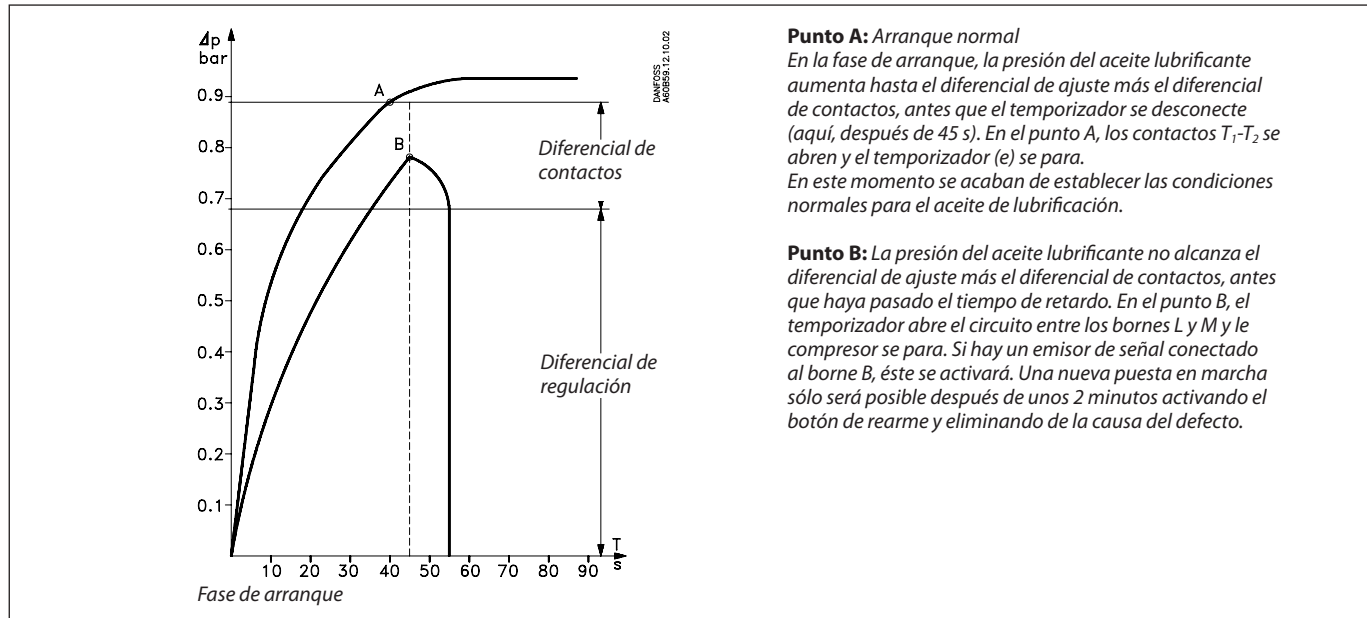 Δp
bar
0.9
0.8
0.7
0.6
0.5
0.4
0.3
0.2
0.1
A
B
DANFOSS
A60B59.12.10.02
Diferencial de
contactos
Diferencial de
regulación
T
s
10 20 30 40 50 60 70 80 90
Fase de arranque
Punto A: Arranque normal
En la fase de arranque, la presión del aceite lubrificante
aumenta hasta el diferencial de ajuste más el diferencial
de contactos, antes que el temporizador se desconecte
(aquí, después de 45 s). En el punto A, los contactos T₁-T₂ se
abren y el temporizador (e) se para.
En este momento se acaban de establecer las condiciones
normales para el aceite de lubrificación.
Punto B: La presión del aceite lubrificante no alcanza el
diferencial de ajuste más el diferencial de contactos, antes
que haya pasado el tiempo de retardo. En el punto B, el
temporizador abre el circuito entre los bornes L y M y le
compresor se para. Si hay un emisor de señal conectado
al borne B, éste se activará. Una nueva puesta en marcha
sólo será posible después de unos 2 minutos activando el
botón de rearme y eliminando de la causa del defecto.